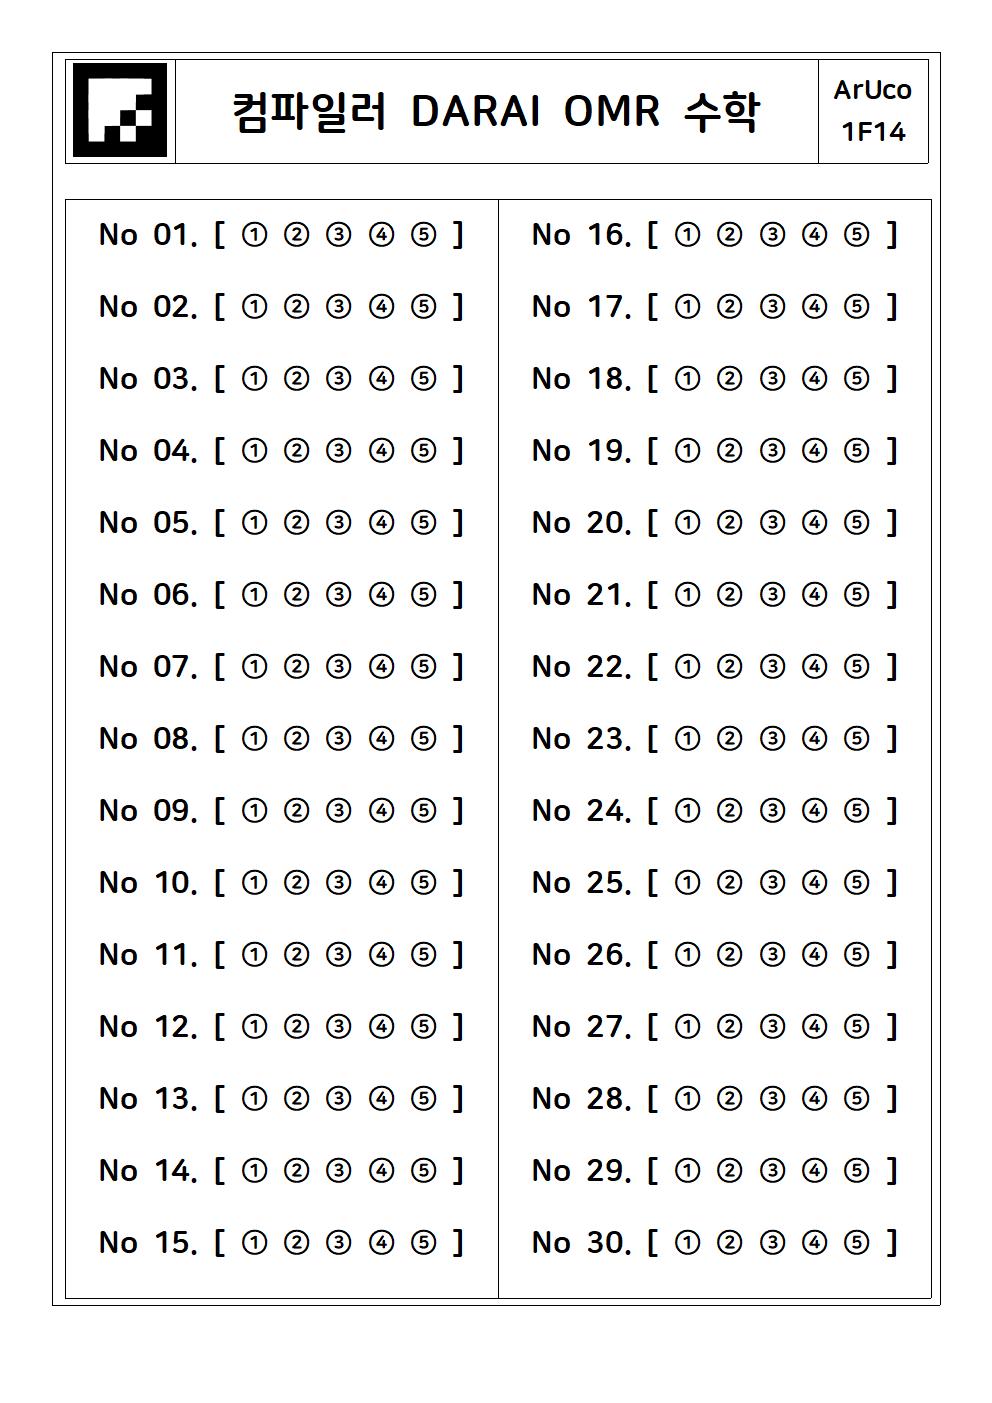 컴파일러 DARAI OMR 수학
ArUco
1F14
No 01. [ ① ② ③ ④ ⑤ ]
No 02. [ ① ② ③ ④ ⑤ ]
No 03. [ ① ② ③ ④ ⑤ ]
No 04. [ ① ② ③ ④ ⑤ ]
No 05. [ ① ② ③ ④ ⑤ ]
No 06. [ ① ② ③ ④ ⑤ ]
No 07. [ ① ② ③ ④ ⑤ ]
No 08. [ ① ② ③ ④ ⑤ ]
No 09. [ ① ② ③ ④ ⑤ ]
No 10. [ ① ② ③ ④ ⑤ ]
No 11. [ ① ② ③ ④ ⑤ ]
No 12. [ ① ② ③ ④ ⑤ ]
No 13. [ ① ② ③ ④ ⑤ ]
No 14. [ ① ② ③ ④ ⑤ ]
No 15. [ ① ② ③ ④ ⑤ ]
No 16. [ ① ② ③ ④ ⑤ ]
No 17. [ ① ② ③ ④ ⑤ ]
No 18. [ ① ② ③ ④ ⑤ ]
No 19. [ ① ② ③ ④ ⑤ ]
No 20. [ ① ② ③ ④ ⑤ ]
No 21. [ ① ② ③ ④ ⑤ ]
No 22. [ ① ② ③ ④ ⑤ ]
No 23. [ ① ② ③ ④ ⑤ ]
No 24. [ ① ② ③ ④ ⑤ ]
No 25. [ ① ② ③ ④ ⑤ ]
No 26. [ ① ② ③ ④ ⑤ ]
No 27. [ ① ② ③ ④ ⑤ ]
No 28. [ ① ② ③ ④ ⑤ ]
No 29. [ ① ② ③ ④ ⑤ ]
No 30. [ ① ② ③ ④ ⑤ ]